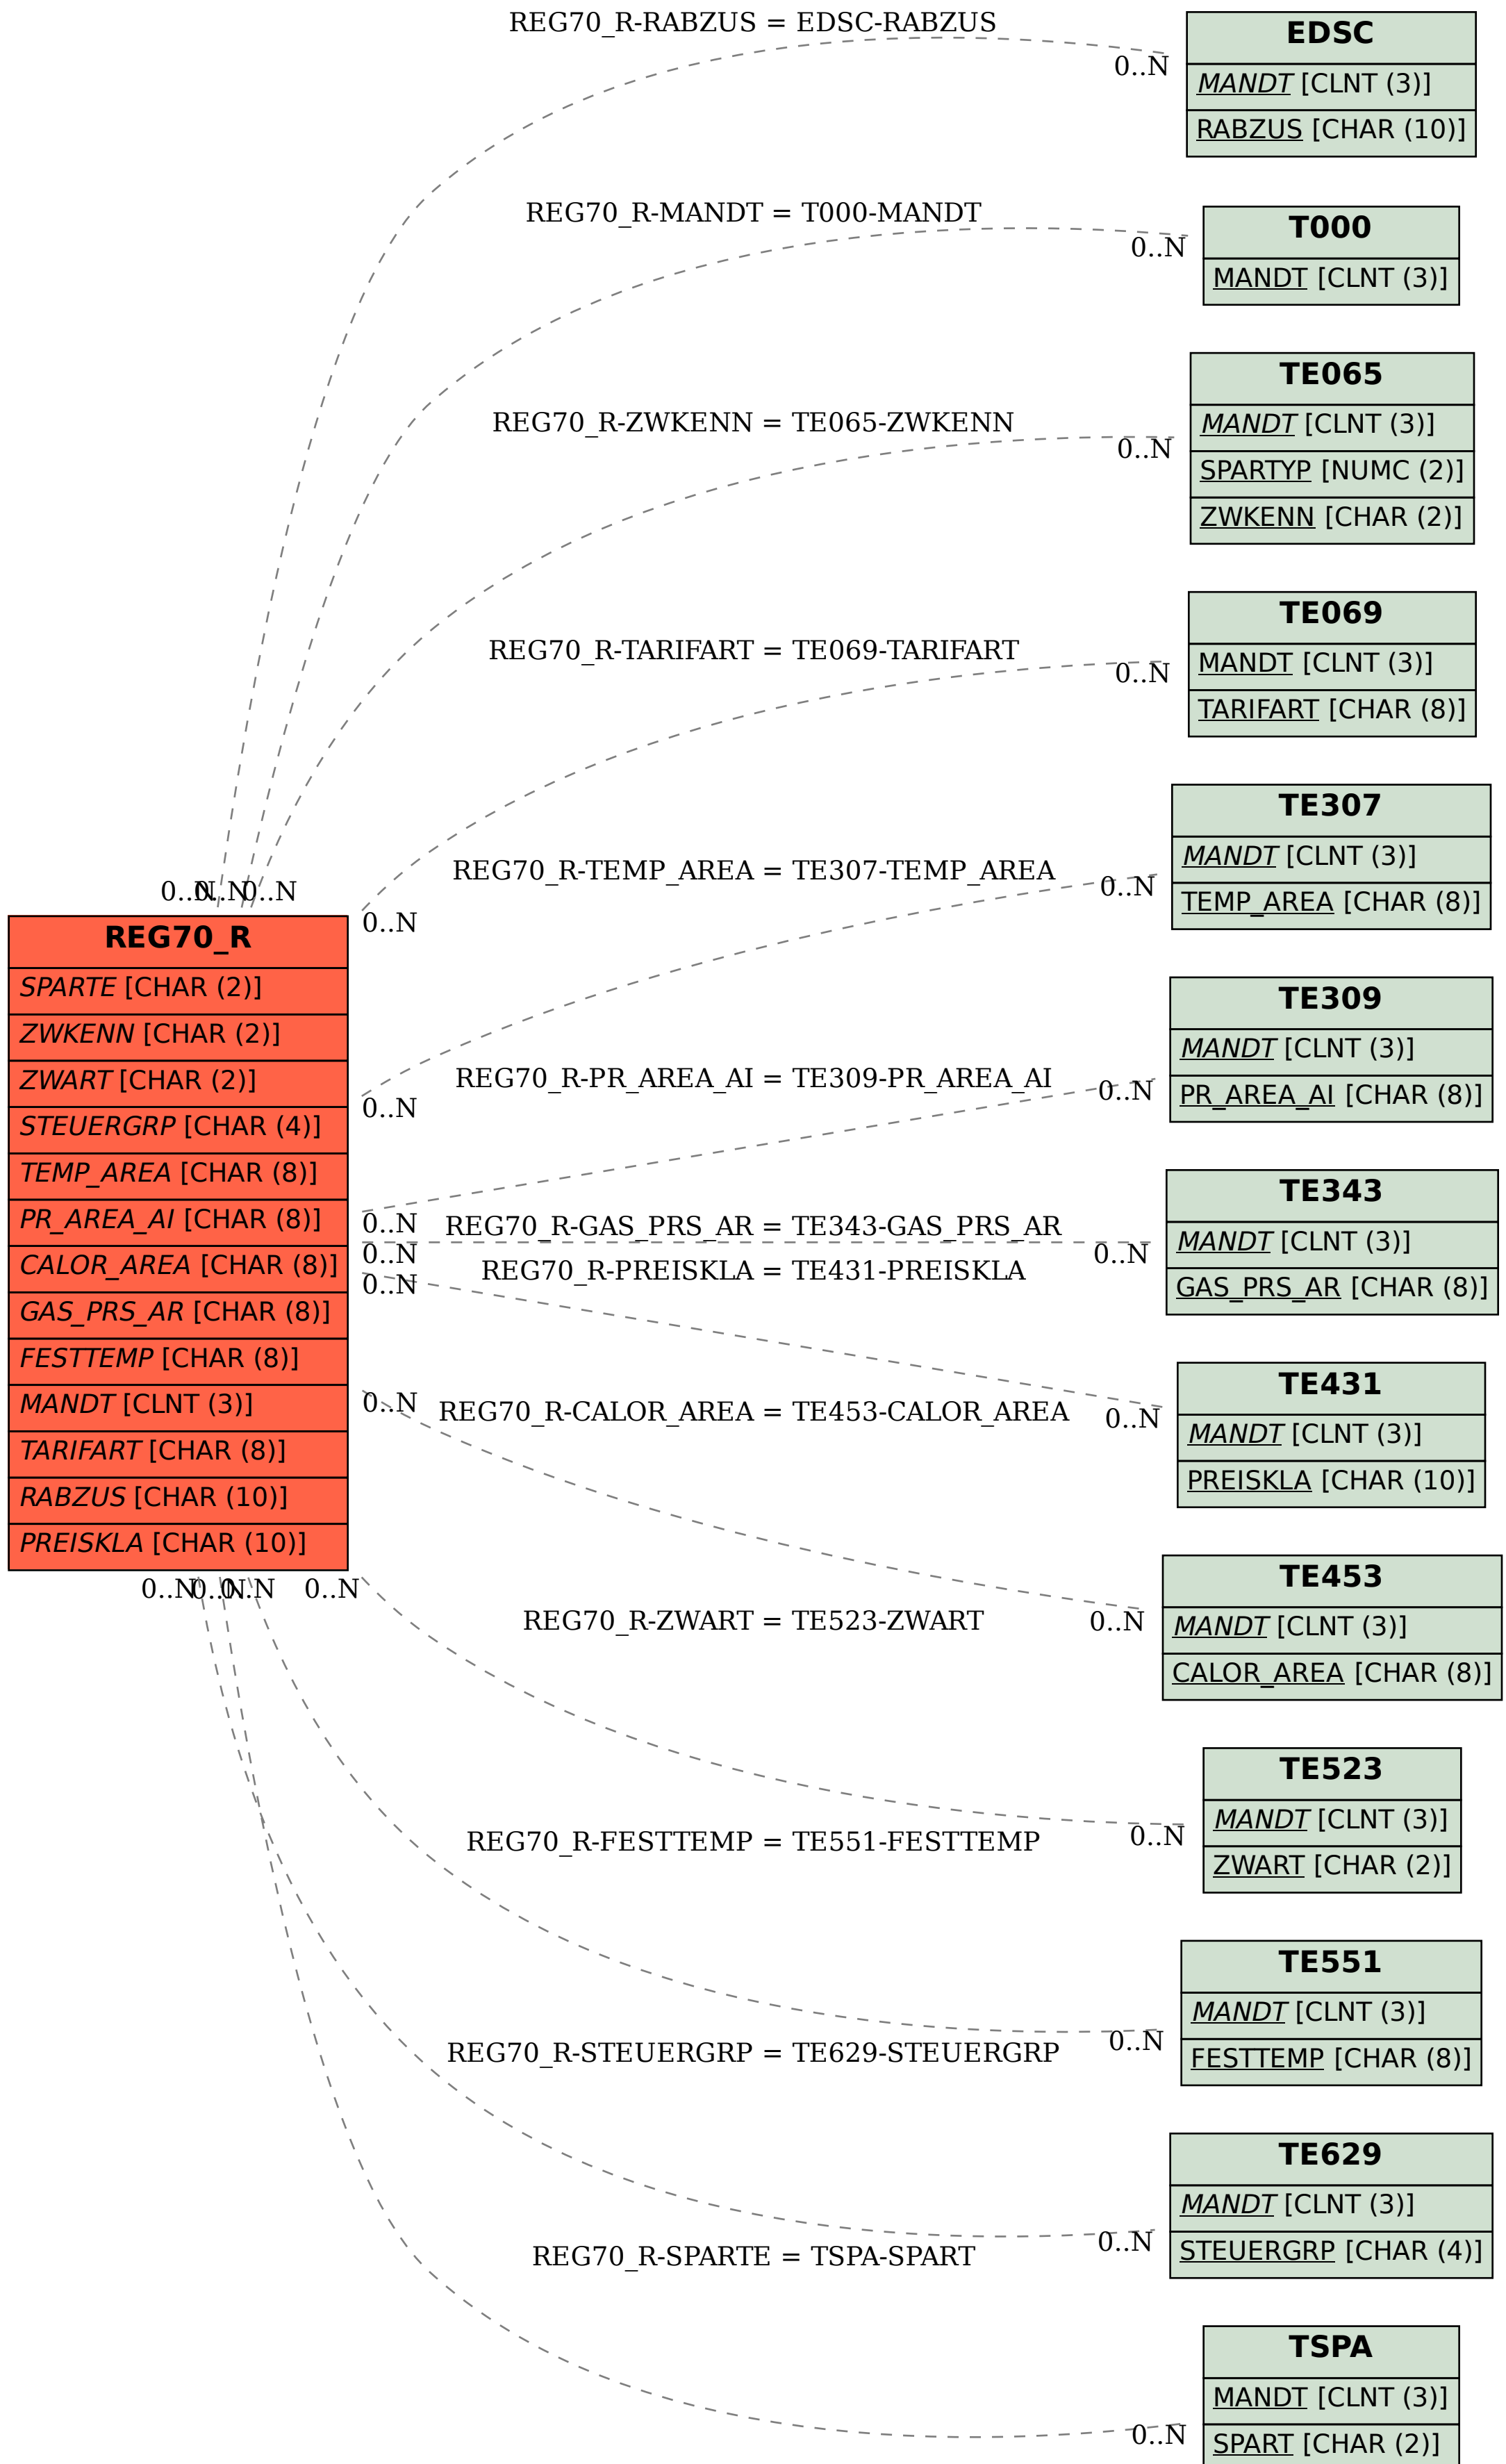 REG70_R-RABZUS = EDSC-RABZUS
0..N
EDSC
MANDT [CLNT (3)]
RABZUS [CHAR (10)]
REG70_R-MANDT = T000-MANDT
0..N
T000
MANDT [CLNT (3)]
REG70_R-ZWKENN = TE065-ZWKENN
0..N
TE065
MANDT [CLNT (3)]
SPARTYP [NUMC (2)]
ZWKENN [CHAR (2)]
REG70_R-TARIFART = TE069-TARIFART
0..N
TE069
MANDT [CLNT (3)]
TARIFART [CHAR (8)]
REG70_R-TEMP_AREA = TE307-TEMP_AREA
0..N
TE307
MANDT [CLNT (3)]
TEMP_AREA [CHAR (8)]
0..N 0..N 0..N
0..N
REG70_R
SPARTE [CHAR (2)]
ZWKENN [CHAR (2)]
ZWART [CHAR (2)]
STEUERGRP [CHAR (4)]
TEMP_AREA [CHAR (8)]
PR_AREA_AI [CHAR (8)]
CALOR_AREA [CHAR (8)]
GAS_PRS_AR [CHAR (8)]
FESTTEMP [CHAR (8)]
MANDT [CLNT (3)]
TARIFART [CHAR (8)]
RABZUS [CHAR (10)]
PREISKLA [CHAR (10)]
0..N
0..N
0..N
0..N
0..N
0..N 0..N 0..N 0..N
REG70_R-PR_AREA_AI = TE309-PR_AREA_AI
0..N
TE309
MANDT [CLNT (3)]
PR_AREA_AI [CHAR (8)]
REG70_R-GAS_PRS_AR = TE343-GAS_PRS_AR
0..N
TE343
MANDT [CLNT (3)]
GAS_PRS_AR [CHAR (8)]
REG70_R-PREISKLA = TE431-PREISKLA
0..N
TE431
MANDT [CLNT (3)]
PREISKLA [CHAR (10)]
REG70_R-CALOR_AREA = TE453-CALOR_AREA
0..N
TE453
MANDT [CLNT (3)]
CALOR_AREA [CHAR (8)]
REG70_R-ZWART = TE523-ZWART
0..N
TE523
MANDT [CLNT (3)]
ZWART [CHAR (2)]
REG70_R-FESTTEMP = TE551-FESTTEMP
0..N
TE551
MANDT [CLNT (3)]
FESTTEMP [CHAR (8)]
REG70_R-STEUERGRP = TE629-STEUERGRP
0..N
TE629
MANDT [CLNT (3)]
STEUERGRP [CHAR (4)]
REG70_R-SPARTE = TSPA-SPART
0..N
TSPA
MANDT [CLNT (3)]
SPART [CHAR (2)]